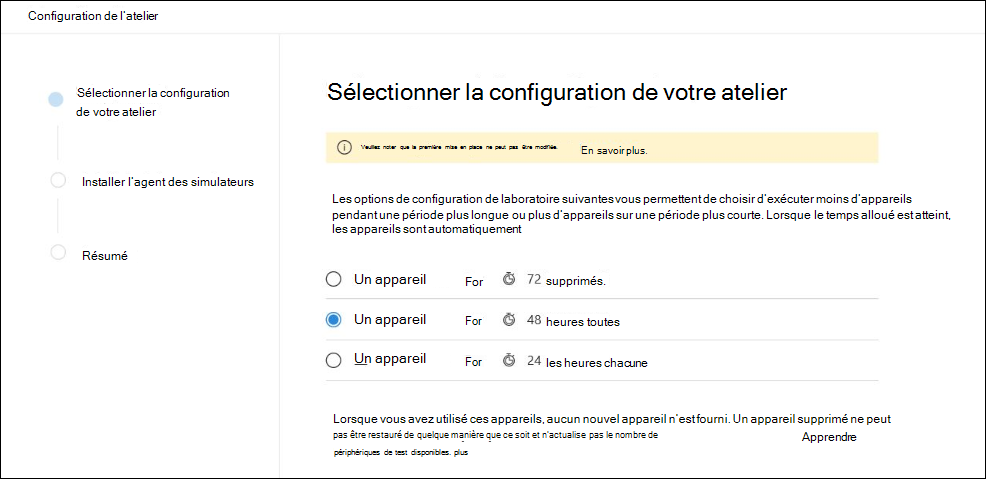 Configuration de l'atelier
Sélectionner la configuration
de votre atelier
Installer l'agent des simulateurs
Résumé
Sélectionner la configuration de votre atelier
Veuillez noter que la première mise en place ne peut pas être modifiée. En savoir plus.
Les options de configuration de laboratoire suivantes vous permettent de choisir d'exécuter moins d'appareils
pendant une période plus longue ou plus d'appareils sur une période plus courte. Lorsque le temps alloué est atteint,
les appareils sont automatiquement
Un appareil For 72 supprimés.
Un appareil For 48 heures toutes
Un appareil For 24 les heures chacune
Lorsque vous avez utilisé ces appareils, aucun nouvel appareil n'est fourni. Un appareil supprimé ne peut
pas être restauré de quelque manière que ce soit et n'actualise pas le nombre de Apprendre
périphériques de test disponibles. plus